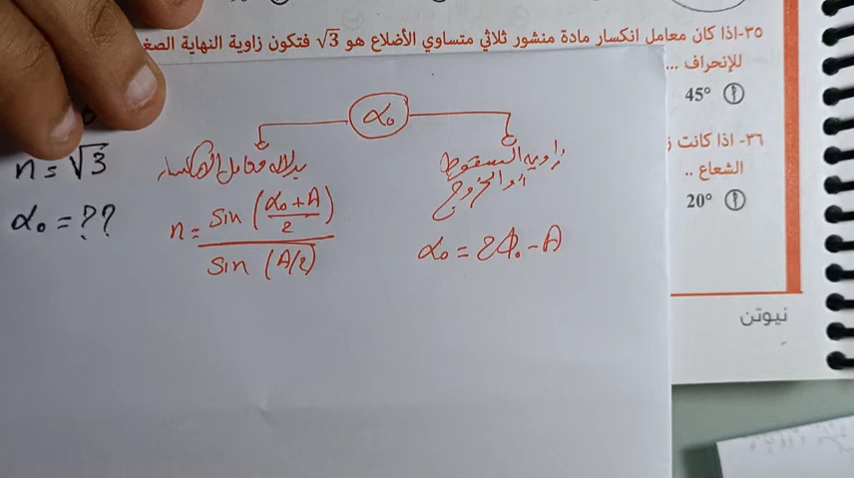 ٣٥-اذا كان معامل انكسار مادة منشور ثلاثي متساوي الأضلاع هو √3 فتكون زاوية النهاية الصغ
للإنحراف ...
أ 45°
٣٦- اذا كانت ز
الشعاع ..
أ 20°
نيوتن
n = √3
α₀ = ??
α₀
زاوية السقوط
أو الخروج
α₀ = 2Φ₀ - A
بدلالة معامل الانكسار
n = sin (α₀ + A / 2) / sin (A/2)